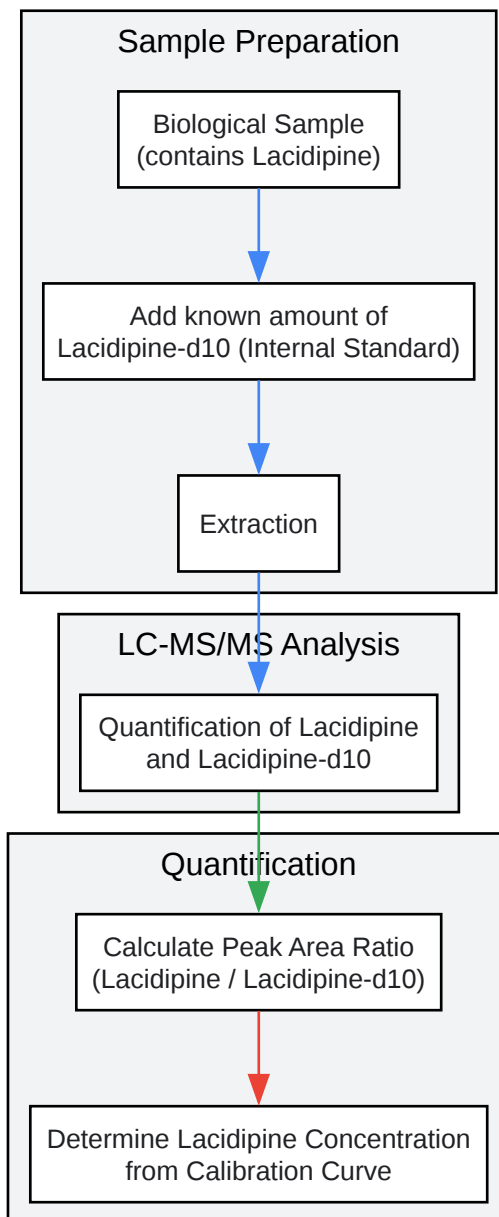 Sample Preparation
Biological Sample
(contains Lacidipine)
Add known amount of
Lacidipine-d10 (Internal Standard)
Extraction
LC-MS/MS Analysis
Quantification of Lacidipine
and Lacidipine-d10
Quantification
Calculate Peak Area Ratio
(Lacidipine / Lacidipine-d10)
Determine Lacidipine Concentration
from Calibration Curve